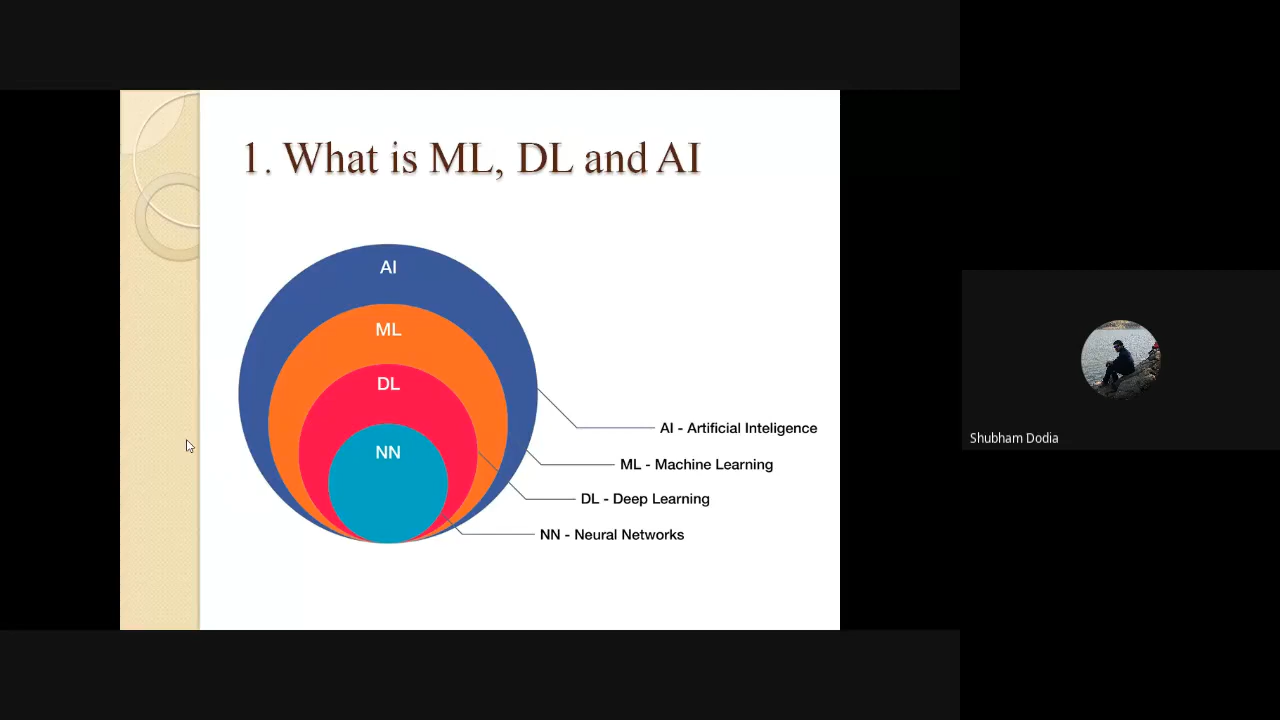 1. What is ML, DL and AI
AI
ML
DL
NN
AI - Artificial Inteligence
ML - Machine Learning
DL - Deep Learning
NN - Neural Networks
Shubham Dodia